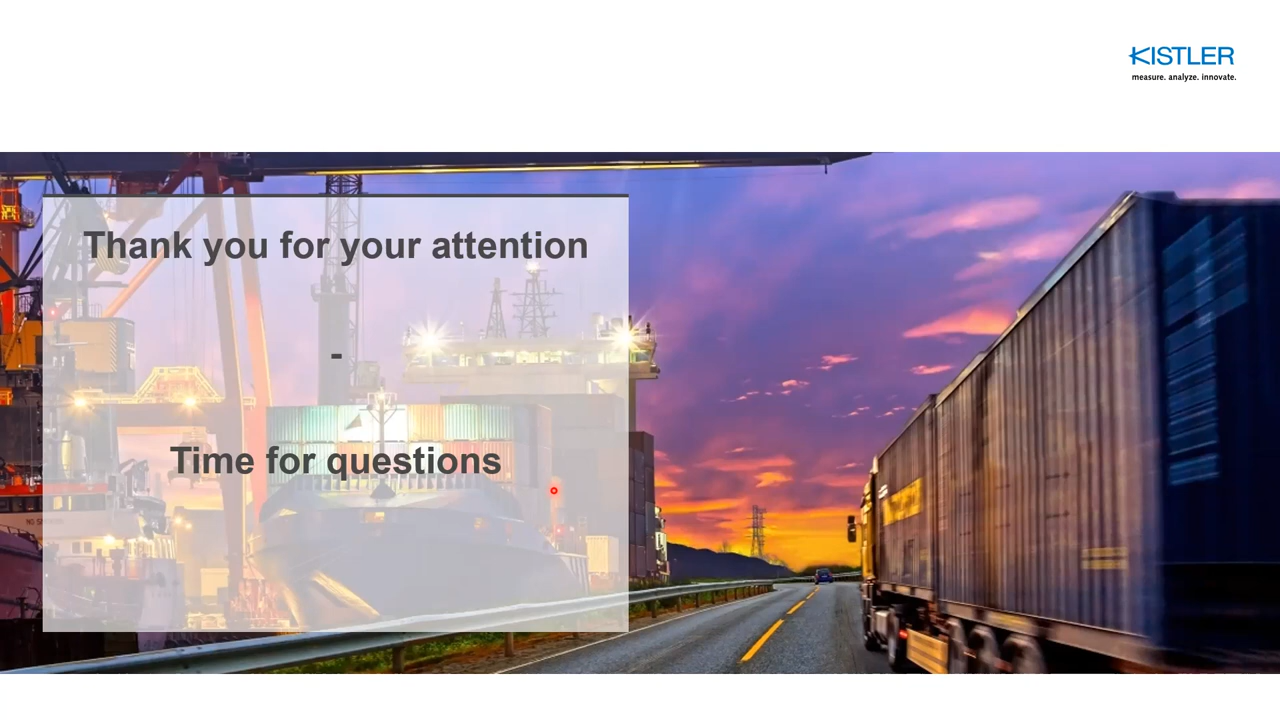 KISTLER
measure. analyze. innovate.
Thank you for your attention
-
Time for questions